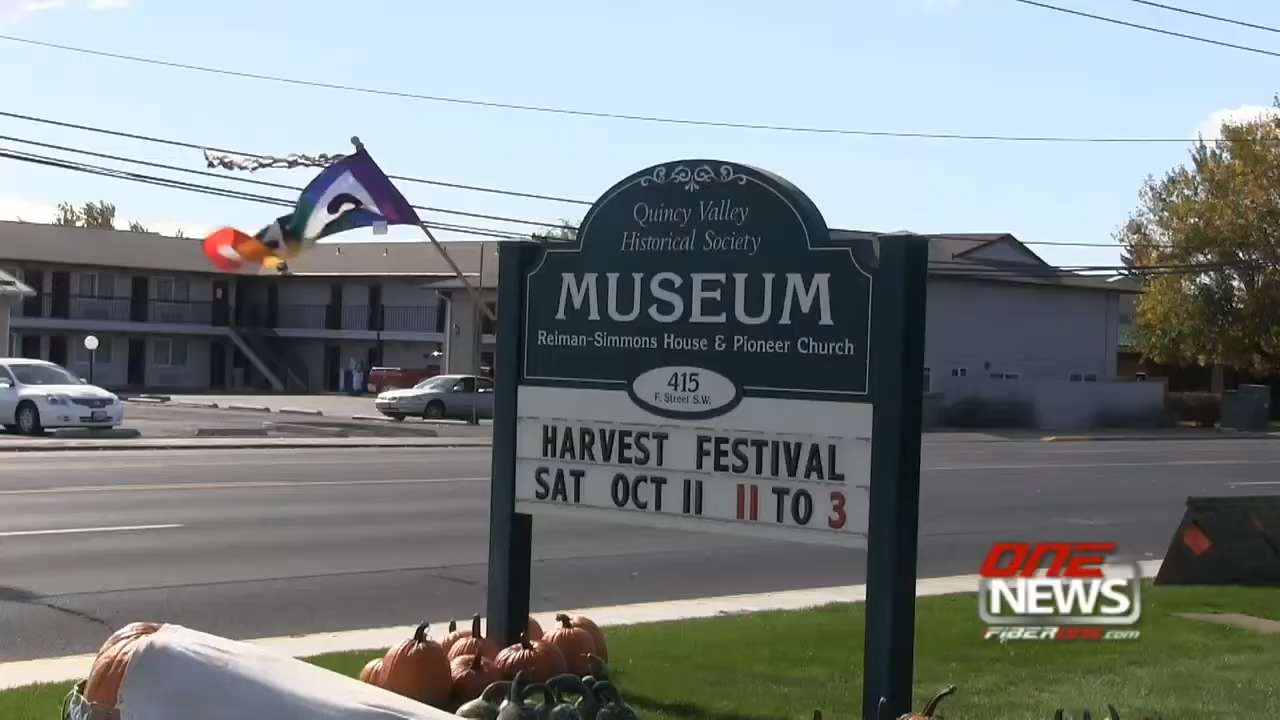 Quincy Valley
Historical Society
MUSEUM
Reiman-Simmons House & Pioneer Church
415
F. Street S.W.
HARVEST FESTIVAL
SAT OCT 11 11 TO 3
ONE
NEWS
FIBERONE.com